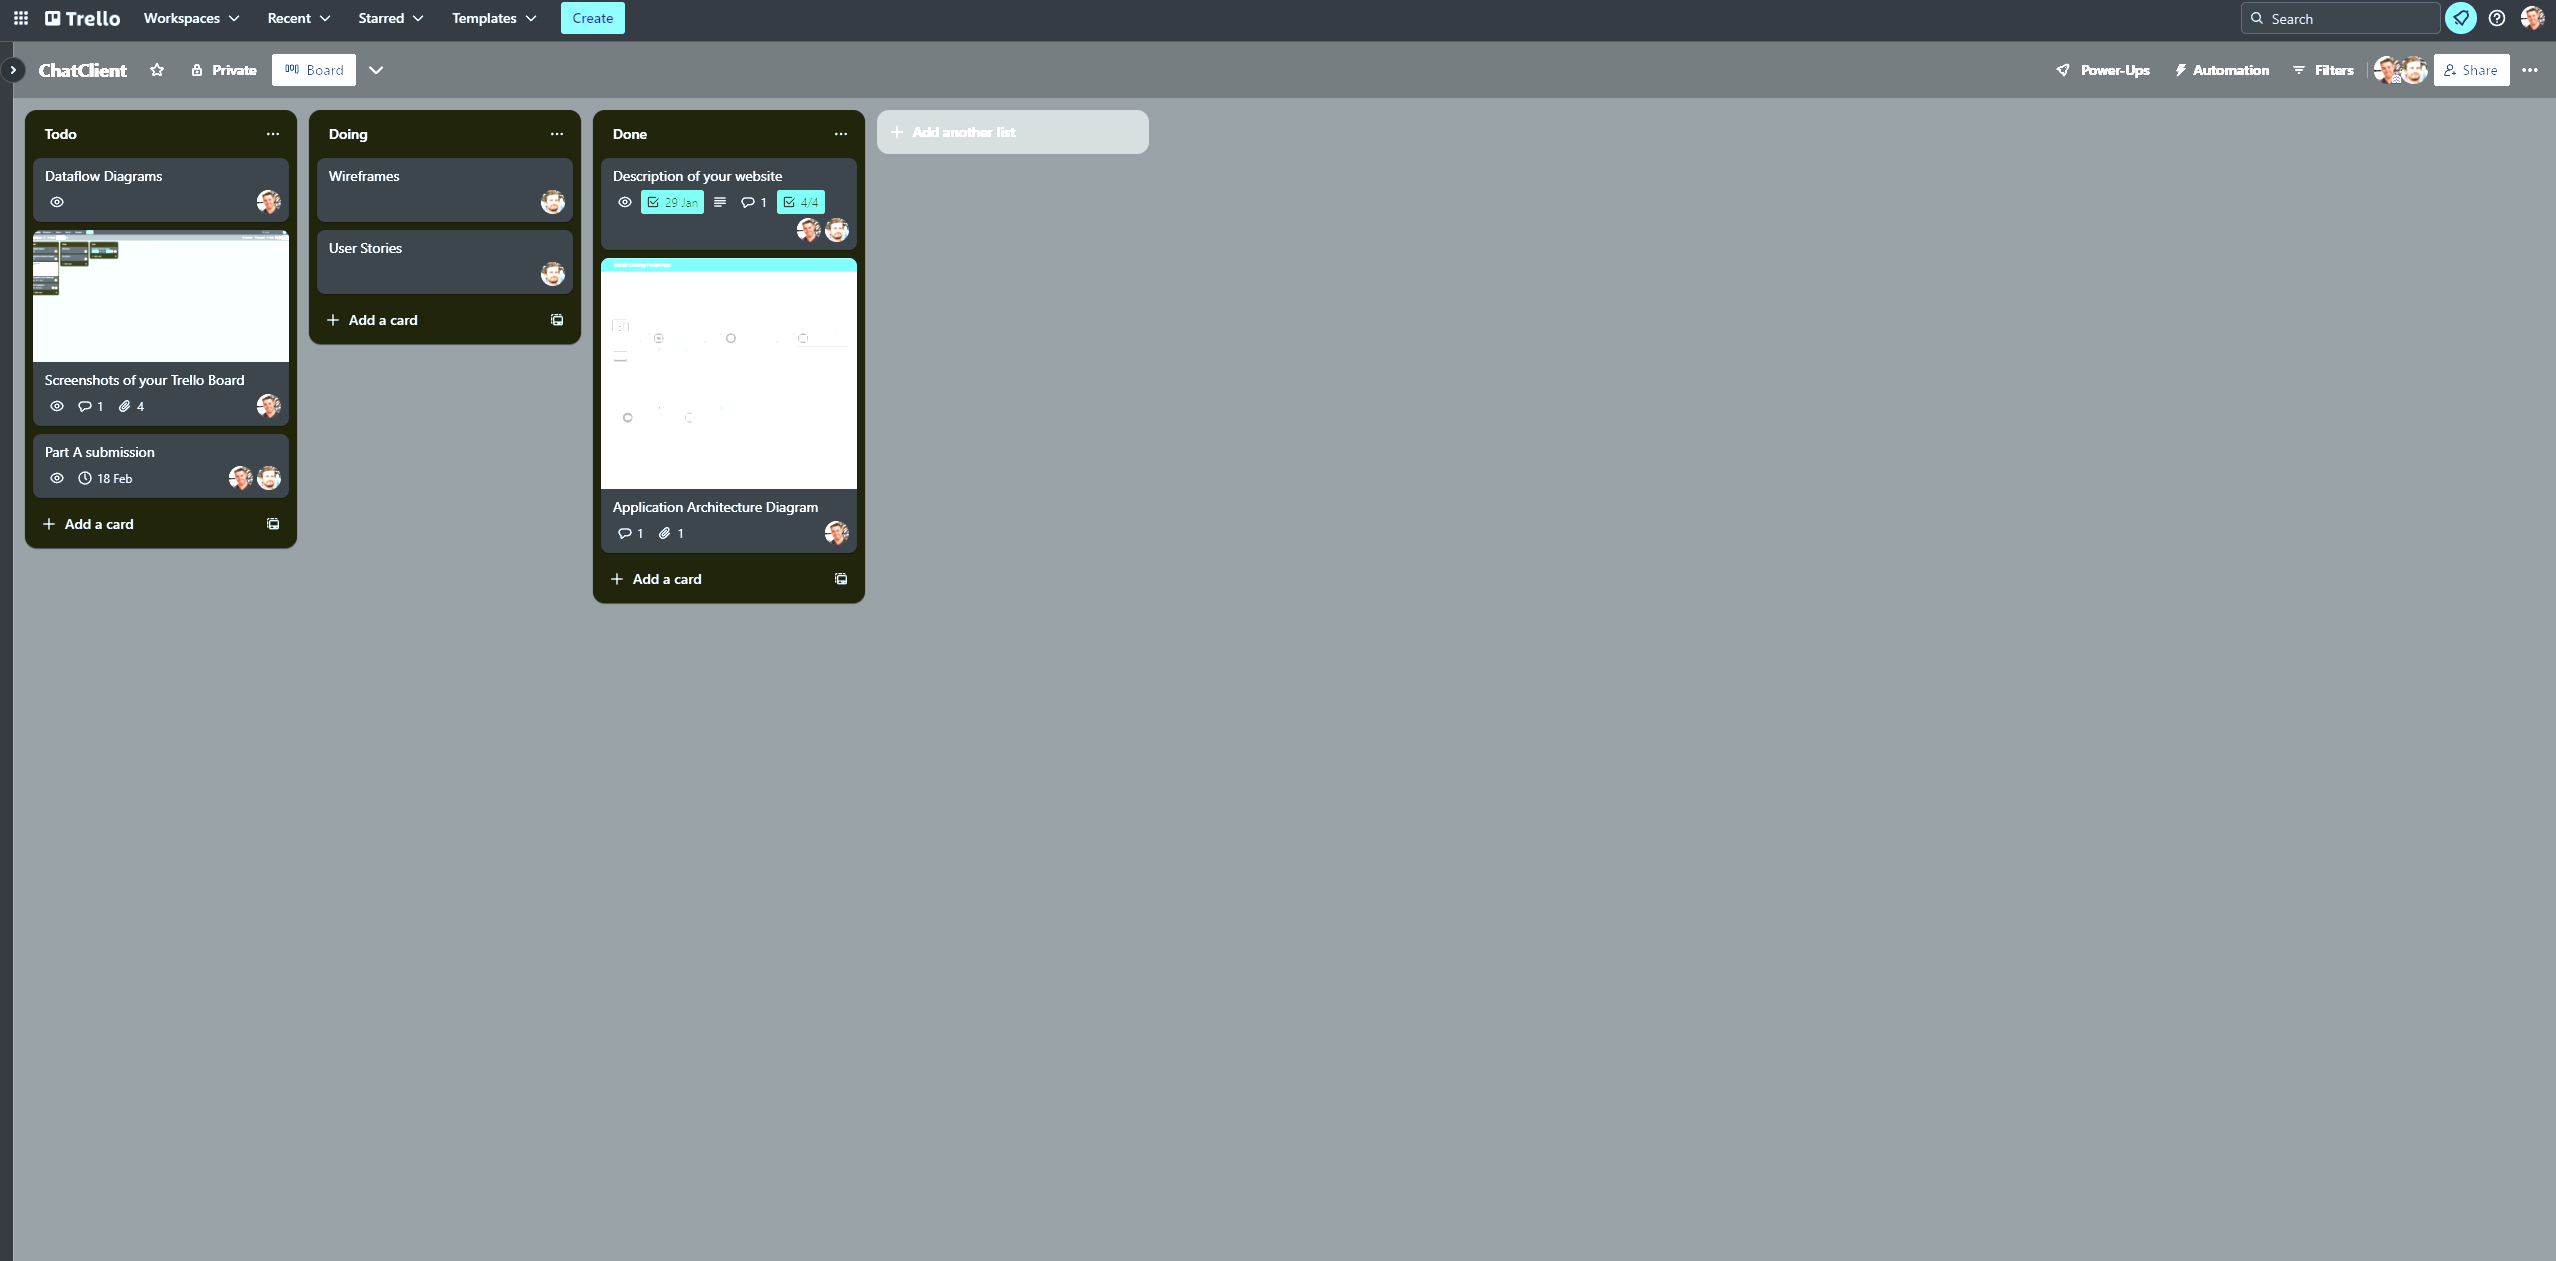 Trello Workspaces Recent Starred Templates Create Search
ChatClient Private Board Power-Ups Automation Filters Share
Todo
Dataflow Diagrams
Screenshots of your Trello Board
1 4
Part A submission
18 Feb
Add a card
Doing
Wireframes
User Stories
Add a card
Done
Description of your website
29 Jan 1 4/4
Application Architecture Diagram
1 1
Add a card
Add another list